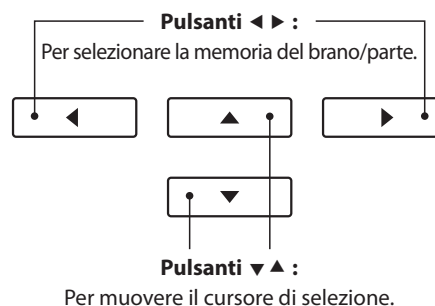 Pulsanti ◀ ▶ :
Per selezionare la memoria del brano/parte.
Pulsanti ▼ ▲ :
Per muovere il cursore di selezione.